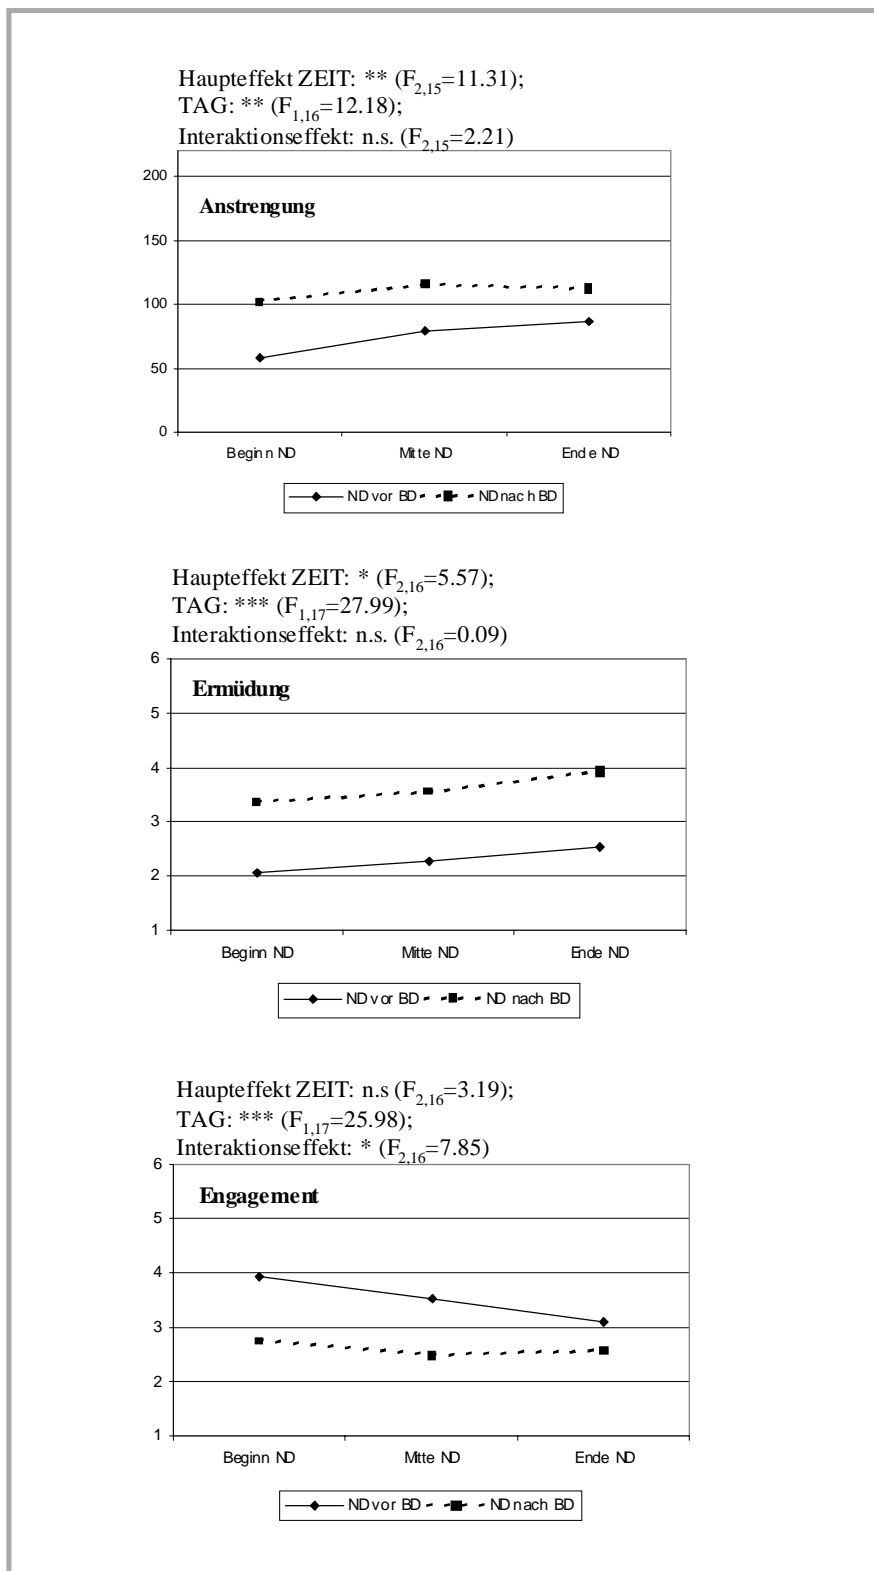 Haupteffekt ZEIT: ** (F2,15=11.31);
TAG: ** (F1,16=12.18);
Interaktionseffekt: n.s. (F2,15=2.21)
200
Anstrengung
150
100
50
0
Beginn ND Mitte ND Ende ND
ND vor BD ND nach BD
Haupteffekt ZEIT: * (F2,16=5.57);
TAG: *** (F1,17=27.99);
Interaktionseffekt: n.s. (F2,16=0.09)
6
Ermüdung
5
4
3
2
1
Beginn ND Mitte ND Ende ND
ND vor BD ND nach BD
Haupteffekt ZEIT: n.s (F2,16=3.19);
TAG: *** (F1,17=25.98);
Interaktionseffekt: * (F2,16=7.85)
6
Engagement
5
4
3
2
1
Beginn ND Mitte ND Ende ND
ND vor BD ND nach BD